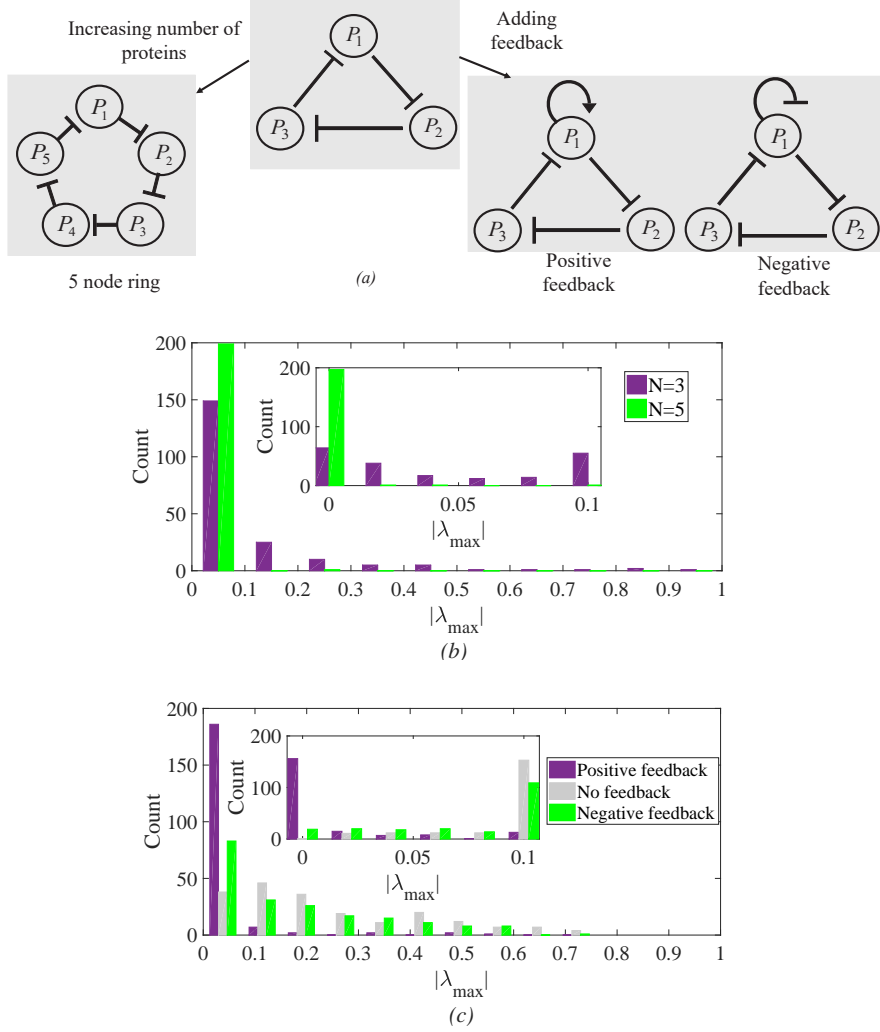 Increasing number of
proteins
Adding
feedback
P1
P3
P2
P1
P5
P2
P4
P3
P1
P3
P2
P1
P3
P2
5 node ring
(a)
Positive
feedback
Negative
feedback
200
150
100
50
0
Count
0 0.1 0.2 0.3 0.4 0.5 0.6 0.7 0.8 0.9 1
|λmax|
200
100
0
Count
0 0.05 0.1
|λmax|
N=3
N=5
(b)
200
150
100
50
0
Count
0 0.1 0.2 0.3 0.4 0.5 0.6 0.7 0.8 0.9 1
|λmax|
200
100
0
Count
0 0.05 0.1
|λmax|
Positive feedback
No feedback
Negative feedback
(c)